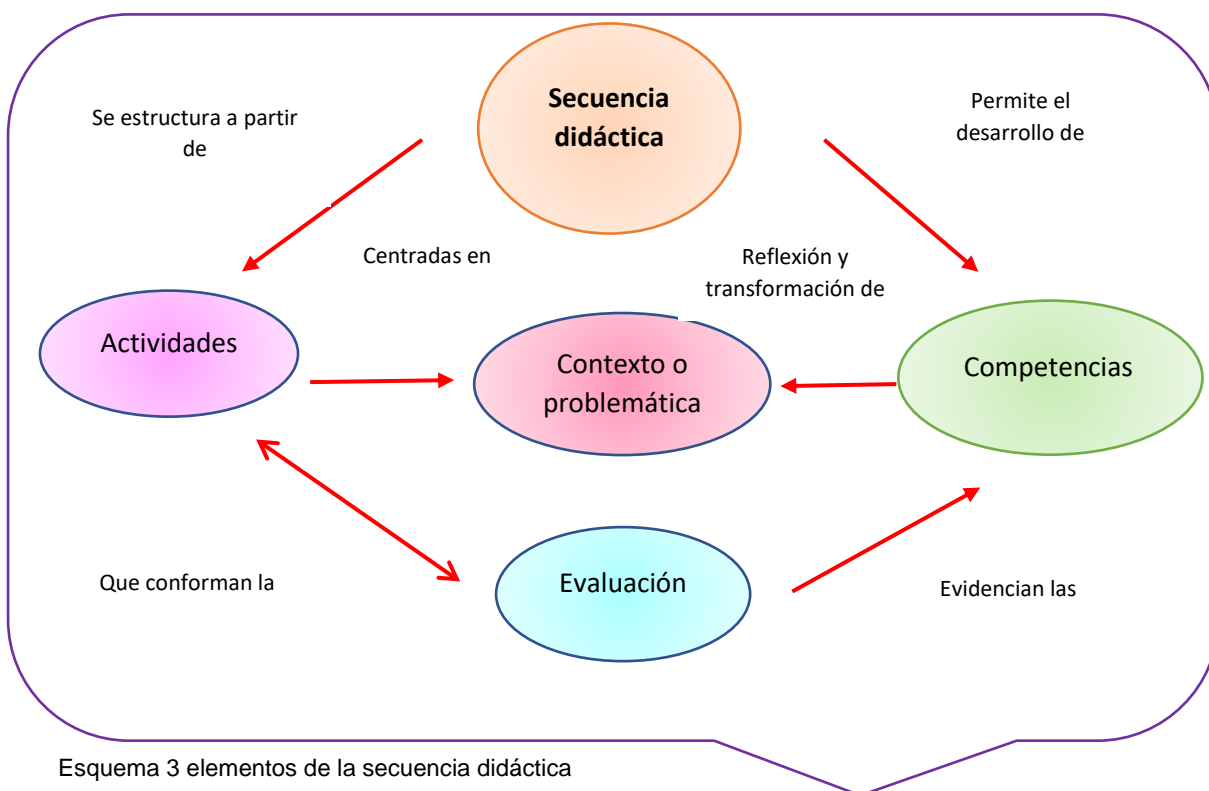 Secuencia
didáctica
Se estructura a partir
de
Permite el
desarrollo de
Centradas en
Reflexión y
transformación de
Actividades
Contexto o
problemática
Competencias
Que conforman la
Evaluación
Evidencian las
Esquema 3 elementos de la secuencia didáctica